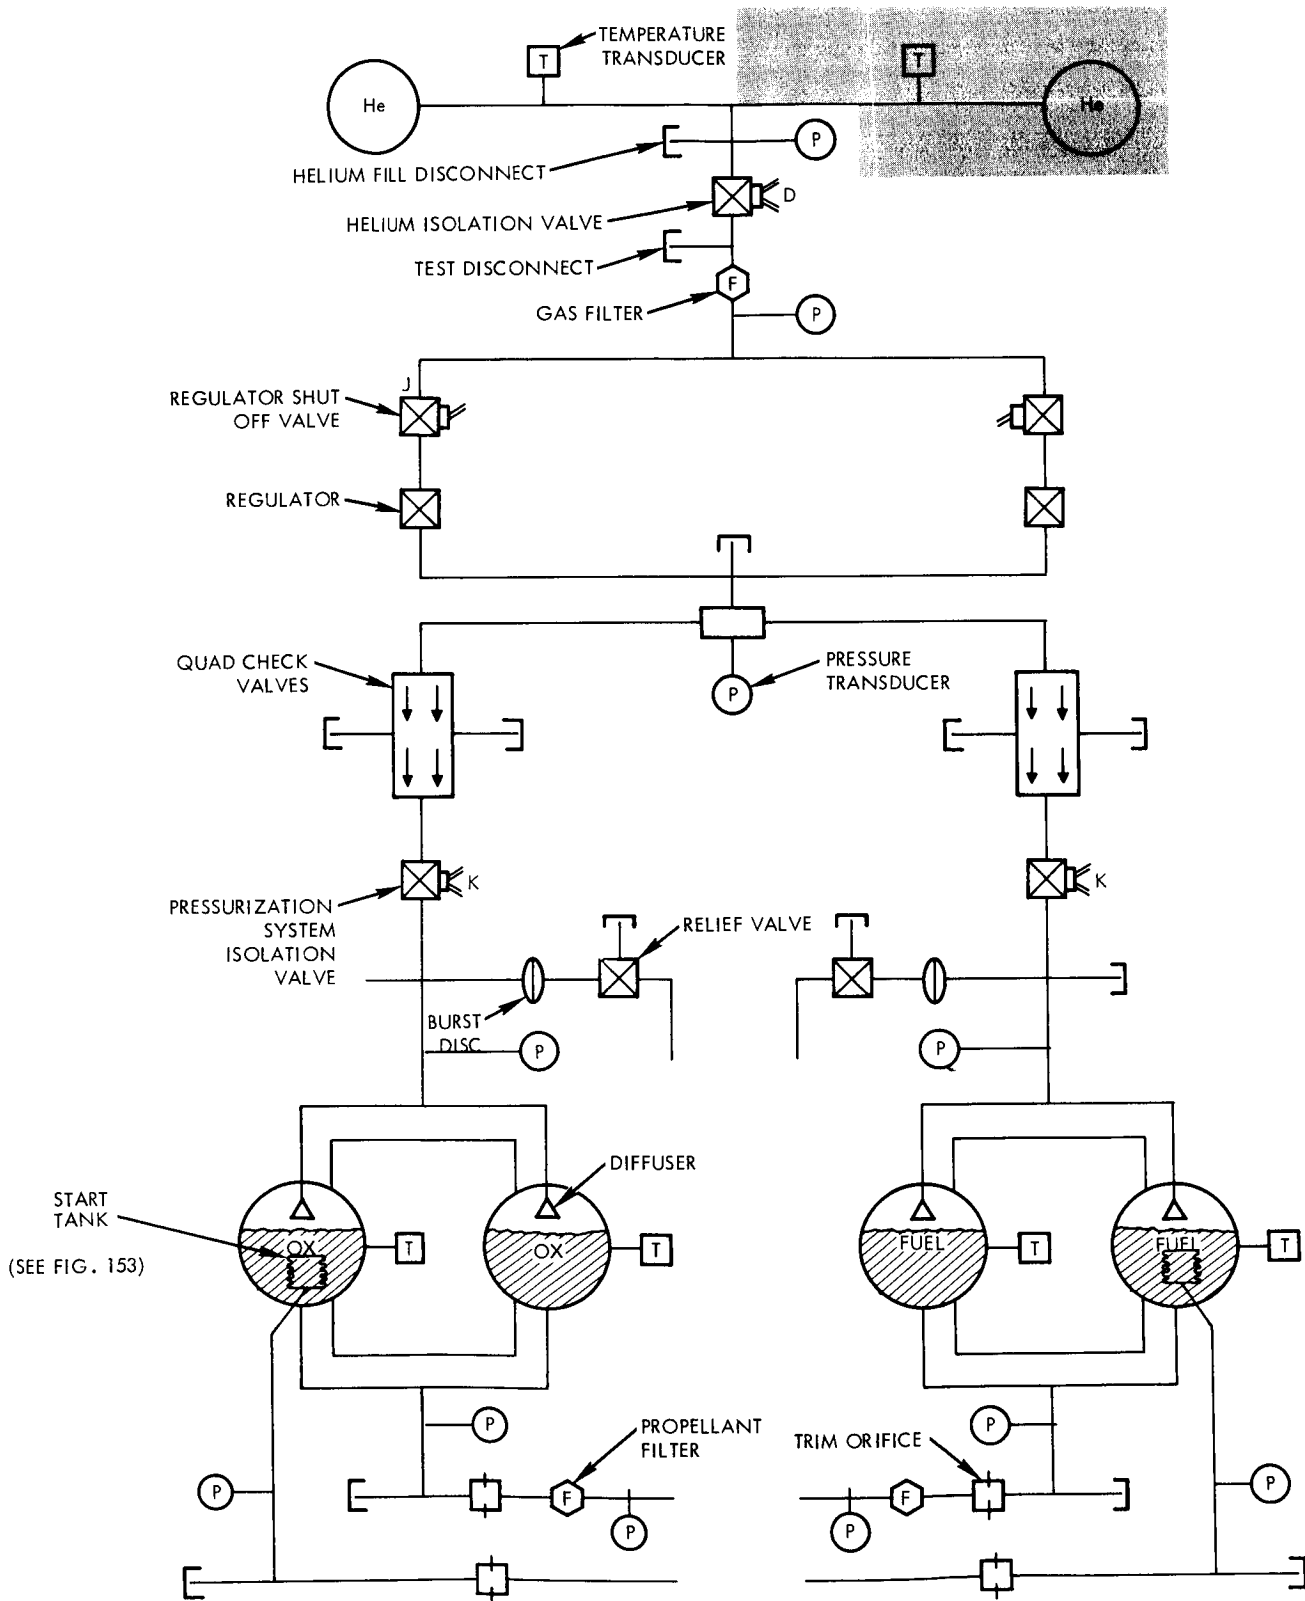 TEMPERATURE
TRANSDUCER
T
T
He
He
P
HELIUM FILL DISCONNECT
D
HELIUM ISOLATION VALVE
TEST DISCONNECT
F
GAS FILTER
P
J
REGULATOR SHUT
OFF VALVE
REGULATOR
QUAD CHECK
VALVES
PRESSURE
TRANSDUCER
P
K
K
PRESSURIZATION
SYSTEM
ISOLATION
VALVE
RELIEF VALVE
BURST
DISC
P
P
DIFFUSER
START
TANK
(SEE FIG. 153)
OX
T
OX
T
FUEL
T
FUEL
T
P
PROPELLANT
FILTER
TRIM ORIFICE
P
P
F
P
P
F
P